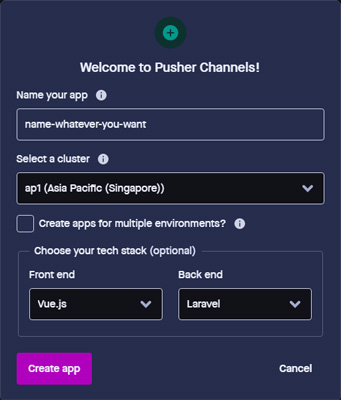 Welcome to Pusher Channels!
Name your app
name-whatever-you-want
Select a cluster
ap1 (Asia Pacific (Singapore))
Create apps for multiple environments?
Choose your tech stack (optional)
Front end
Back end
Vue.js
Laravel
Create app
Cancel